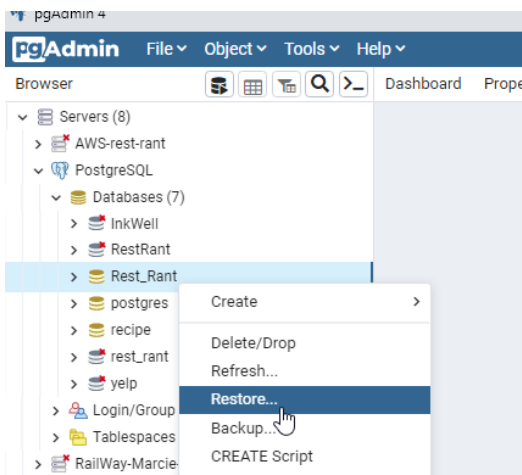 pgAdmin 4
pgAdmin File Object Tools Help
Browser Dashboard Prope
Servers (8)
AWS-rest-rant
PostgreSQL
Databases (7)
InkWell
RestRant
Rest_Rant
postgres
recipe
rest_rant
yelp
Login/Group
Tablespaces
RailWay-Marcie-
Create
Delete/Drop
Refresh...
Restore...
Backup...
CREATE Script